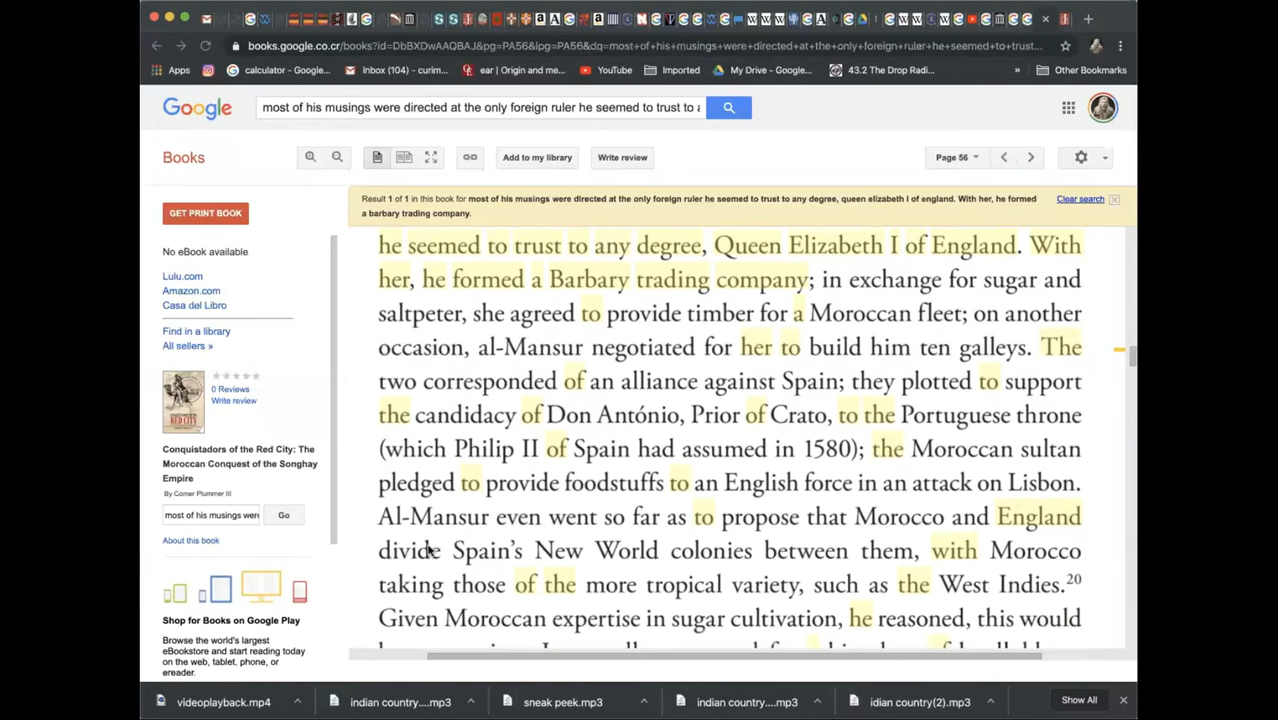 books.google.co.cr/books?id=DbBXDwAAQBAJ&pg=PA56&lpg=PA56&dq=most+of+his+musings+were+directed+at+the+only+foreign+ruler+he+seemed+to+trust...
Apps
calculator - Google...
Inbox (104) - curim...
ear | Origin and me...
YouTube
Imported
My Drive - Google...
43.2 The Drop Radi...
»
Other Bookmarks
Google
most of his musings were directed at the only foreign ruler he seemed to trust to a
Books
Add to my library
Write review
Page 56
Result 1 of 1 in this book for most of his musings were directed at the only foreign ruler he seemed to trust to any degree, queen elizabeth I of england. With her, he formed
a barbary trading company.
Clear search
GET PRINT BOOK
No eBook available
Lulu.com
Amazon.com
Casa del Libro
Find in a library
All sellers »
0 Reviews
Write review
RED CITY
Conquistadors of the Red City: The
Moroccan Conquest of the Songhay
Empire
By Comer Plummer III
most of his musings were
Go
About this book
Shop for Books on Google Play
Browse the world's largest
eBookstore and start reading today
on the web, tablet, phone, or
ereader.
he seemed to trust to any degree, Queen Elizabeth I of England. With
her, he formed a Barbary trading company; in exchange for sugar and
saltpeter, she agreed to provide timber for a Moroccan fleet; on another
occasion, al-Mansur negotiated for her to build him ten galleys. The
two corresponded of an alliance against Spain; they plotted to support
the candidacy of Don António, Prior of Crato, to the Portuguese throne
(which Philip II of Spain had assumed in 1580); the Moroccan sultan
pledged to provide foodstuffs to an English force in an attack on Lisbon.
Al-Mansur even went so far as to propose that Morocco and England
divide Spain's New World colonies between them, with Morocco
taking those of the more tropical variety, such as the West Indies.20
Given Moroccan expertise in sugar cultivation, he reasoned, this would
videoplayback.mp4
indian country....mp3
sneak peek.mp3
indian country....mp3
idian country(2).mp3
Show All